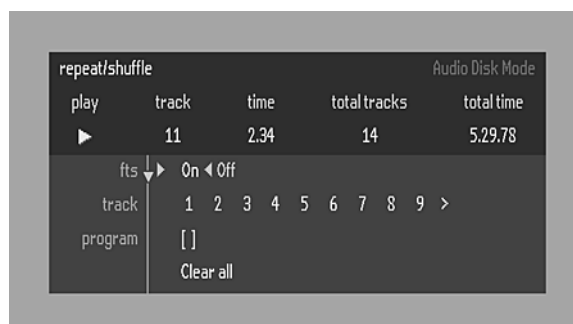 repeat/shuffle Audio Disk Mode
play track time total tracks total time
11 2.34 14 5.29.78
fts On Off
track 1 2 3 4 5 6 7 8 9 >
program [ ]
Clear all